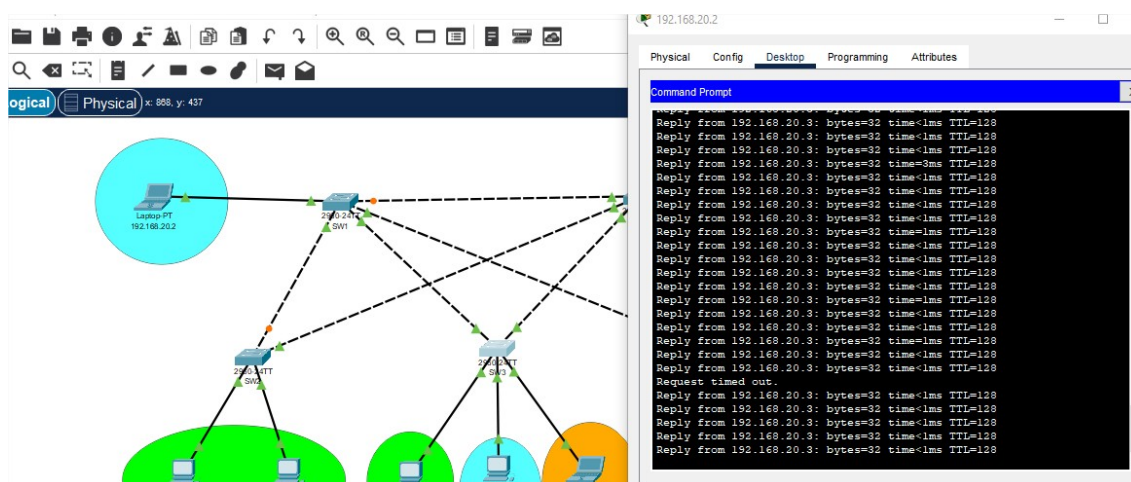 192.168.20.2
Physical Config Desktop Programming Attributes
ogical Physical x: 868, y: 437
Command Prompt
Reply from 192.168.20.3: bytes=32 time<1ms TTL=128
Reply from 192.168.20.3: bytes=32 time<1ms TTL=128
Reply from 192.168.20.3: bytes=32 time<1ms TTL=128
Reply from 192.168.20.3: bytes=32 time<1ms TTL=128
Reply from 192.168.20.3: bytes=32 time=3ms TTL=128
Reply from 192.168.20.3: bytes=32 time<1ms TTL=128
Reply from 192.168.20.3: bytes=32 time<1ms TTL=128
Reply from 192.168.20.3: bytes=32 time<1ms TTL=128
Reply from 192.168.20.3: bytes=32 time<1ms TTL=128
Reply from 192.168.20.3: bytes=32 time=1ms TTL=128
Reply from 192.168.20.3: bytes=32 time<1ms TTL=128
Reply from 192.168.20.3: bytes=32 time<1ms TTL=128
Reply from 192.168.20.3: bytes=32 time<1ms TTL=128
Reply from 192.168.20.3: bytes=32 time<1ms TTL=128
Reply from 192.168.20.3: bytes=32 time=1ms TTL=128
Reply from 192.168.20.3: bytes=32 time<1ms TTL=128
Reply from 192.168.20.3: bytes=32 time<1ms TTL=128
Reply from 192.168.20.3: bytes=32 time=1ms TTL=128
Reply from 192.168.20.3: bytes=32 time<1ms TTL=128
Reply from 192.168.20.3: bytes=32 time<1ms TTL=128
Request timed out.
Reply from 192.168.20.3: bytes=32 time<1ms TTL=128
Reply from 192.168.20.3: bytes=32 time<1ms TTL=128
Reply from 192.168.20.3: bytes=32 time<1ms TTL=128
Reply from 192.168.20.3: bytes=32 time<1ms TTL=128
Reply from 192.168.20.3: bytes=32 time<1ms TTL=128
Laptop-PT
192.168.20.2
2960-24TT
SW1
2960-24TT
SW2
2960-24TT
SW3